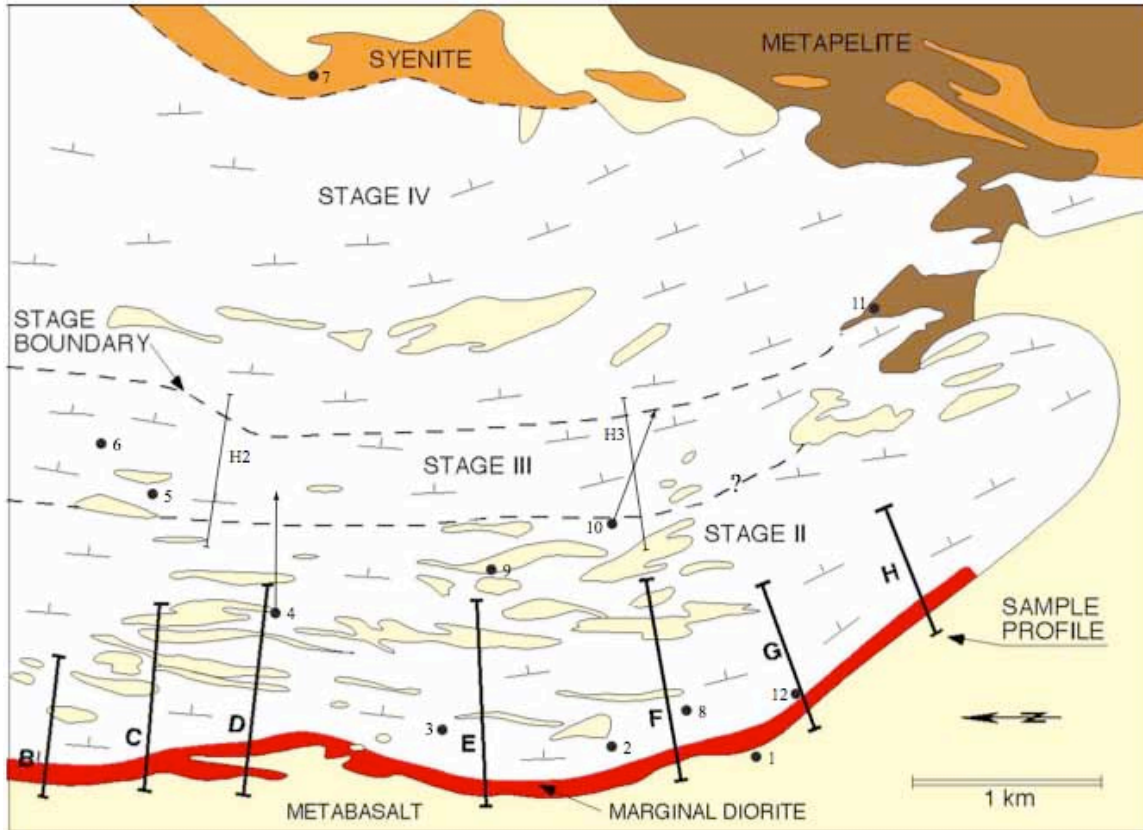 SYENITE
METAPELITE
7
STAGE IV
11
STAGE
BOUNDARY
6
H2
H3
STAGE III
5
?
10
STAGE II
9
H
4
SAMPLE
PROFILE
G
12
B
C
D
E
F
3
8
2
1
N
METABASALT
MARGINAL DIORITE
1 km